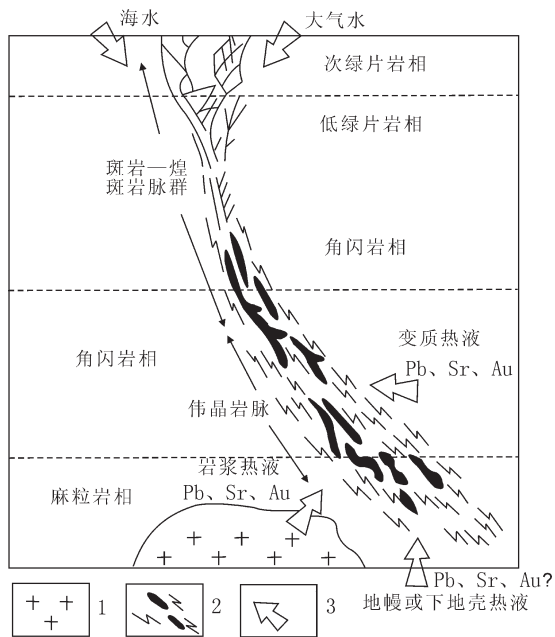 海水
大气水
次绿片岩相
低绿片岩相
斑岩—煌
斑岩脉群
角闪岩相
角闪岩相
变质热液
Pb、Sr、Au
伟晶岩脉
岩浆热液
Pb、Sr、Au
麻粒岩相
Pb、Sr、Au?
地幔或下地壳热液
1
2
3